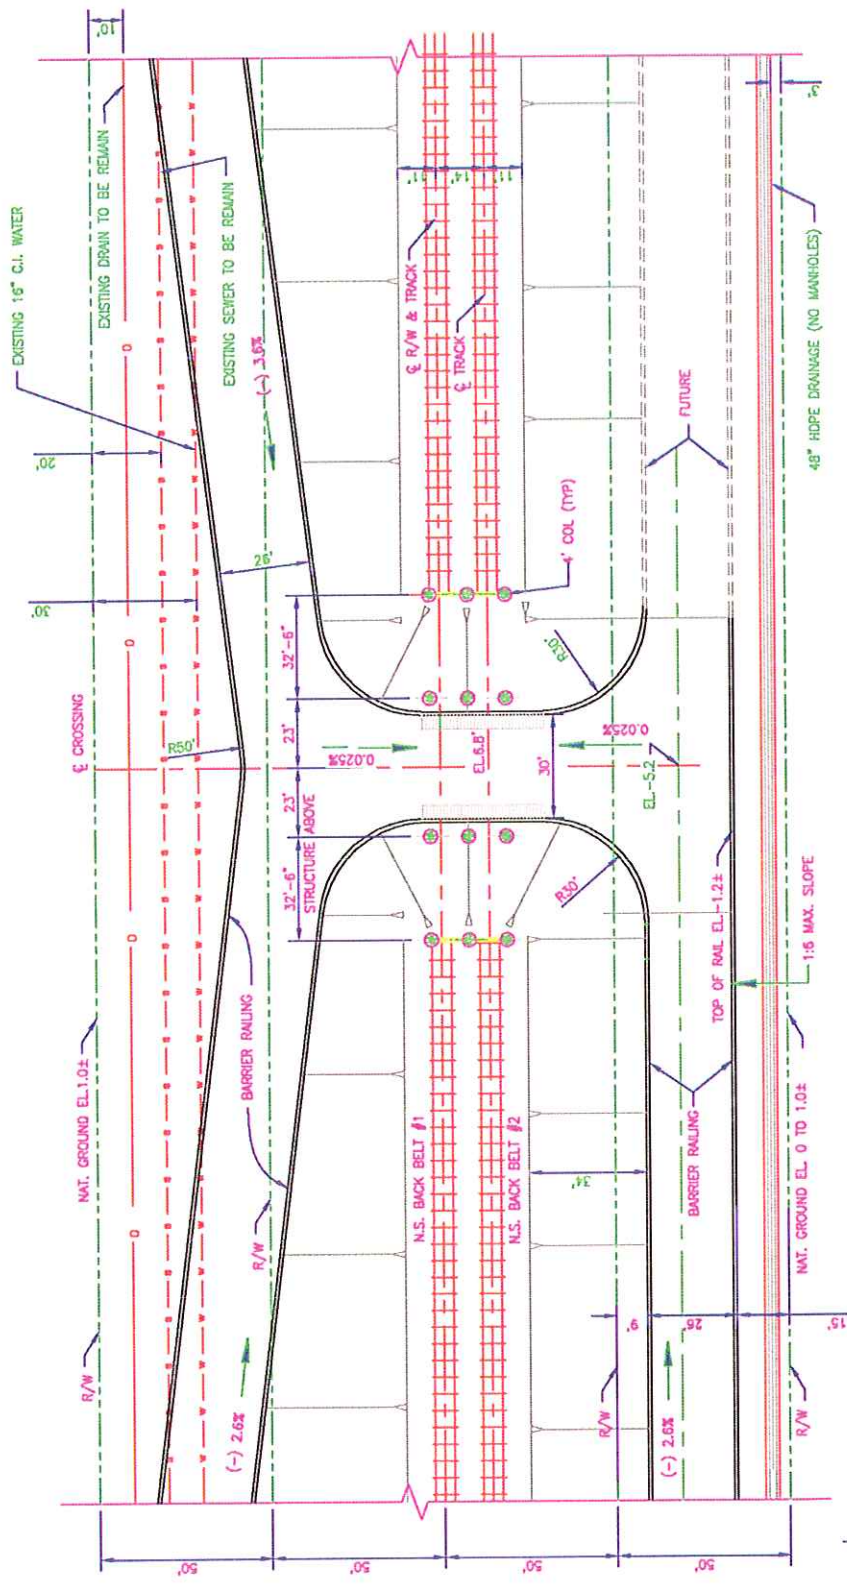 10'
EXISTING 16" C.I. WATER
EXISTING DRAIN TO BE REMAIN
EXISTING SEWER TO BE REMAIN
(-) 3.6%
20'
30'
26'
D
D
D
D
℄ CROSSING
R50'
NAT. GROUND EL.1.0±
R/W
BARRIER RAILING
R/W
(-) 2.6%
32'-6"
23'
23'
32'-6"
STRUCTURE ABOVE
0.025%
EL.6.8'
30'
0.025%
EL.-5.2
11'
14'
11'
℄ R/W & TRACK
℄ TRACK
4' COL (TYP)
R30'
R30'
N.S. BACK BELT #1
N.S. BACK BELT #2
34'
FUTURE
48" HDPE DRAINAGE (NO MANHOLES)
3'
TOP OF RAIL EL.-1.2±
1:6 MAX. SLOPE
BARRIER RAILING
NAT. GROUND EL. 0 TO 1.0±
R/W
(-) 2.6%
R/W
9'
26'
15'
50'
50'
50'
50'